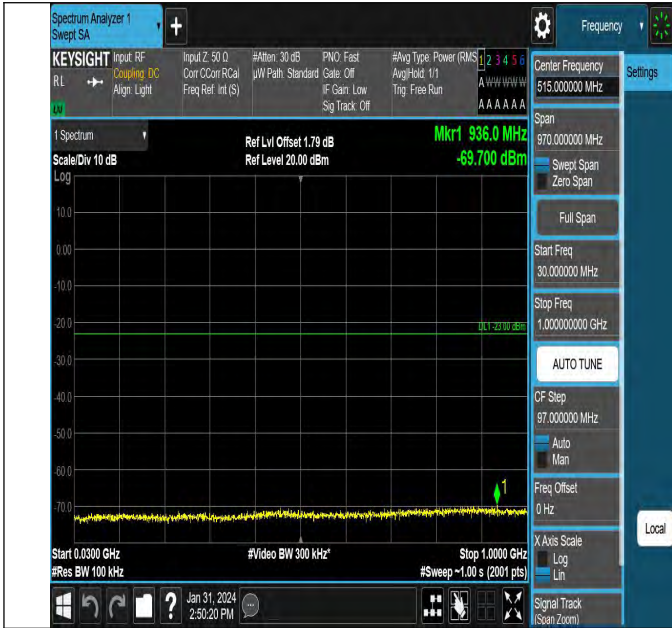 Spectrum Analyzer 1
Swept SA
+
Frequency
KEYSIGHT
RL
LXI
Input: RF
Coupling: DC
Align: Light
Input Z: 50 Ω
Corr CCorr RCal
Freq Ref: Int (S)
#Atten: 30 dB
µW Path: Standard
PNO: Fast
Gate: Off
IF Gain: Low
Sig Track: Off
#Avg Type: Power (RMS
Avg|Hold: 1/1
Trig: Free Run
1 2 3 4 5 6
A W W W W W
A A A A A A
1 Spectrum
Scale/Div 10 dB
Ref Lvl Offset 1.79 dB
Ref Level 20.00 dBm
Mkr1 936.0 MHz
-69.700 dBm
Log
10.0
0.00
-10.0
-20.0
-30.0
-40.0
-50.0
-60.0
-70.0
DL1 -23.00 dBm
1
Start 0.0300 GHz
#Res BW 100 kHz
#Video BW 300 kHz*
Stop 1.0000 GHz
#Sweep ~1.00 s (2001 pts)
?
Jan 31, 2024
2:50:20 PM
Center Frequency
515.000000 MHz
Span
970.000000 MHz
Swept Span
Zero Span
Full Span
Start Freq
30.000000 MHz
Stop Freq
1.000000000 GHz
AUTO TUNE
CF Step
97.000000 MHz
Auto
Man
Freq Offset
0 Hz
X Axis Scale
Log
Lin
Signal Track
(Span Zoom)
Settings
Local